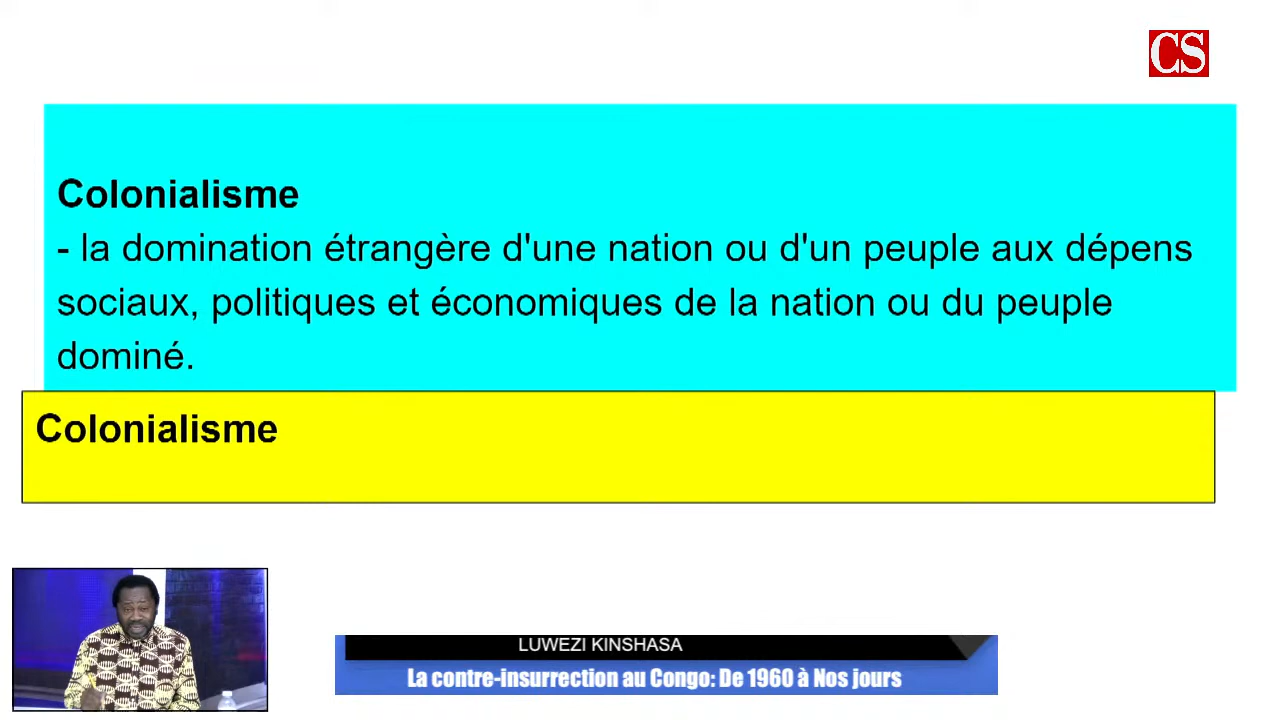 CS
Colonialisme
- la domination étrangère d'une nation ou d'un peuple aux dépens
sociaux, politiques et économiques de la nation ou du peuple
dominé.
Colonialisme
LUWEZI KINSHASA
La contre-insurrection au Congo: De 1960 à Nos jours